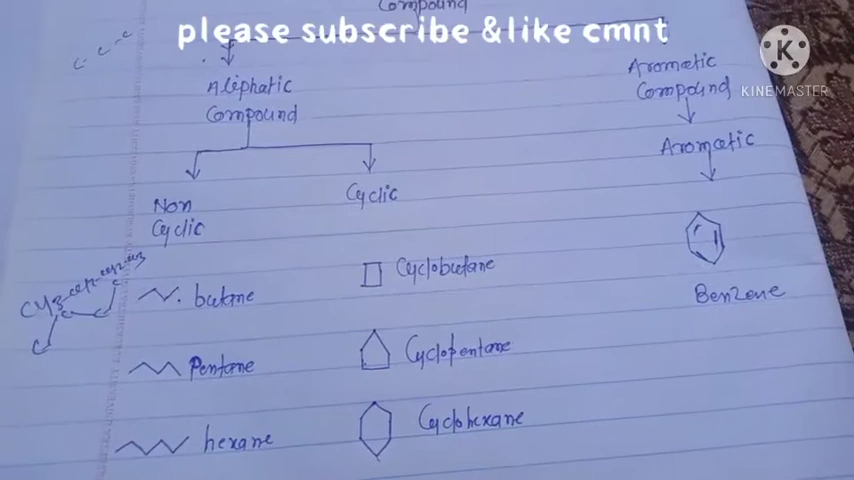 Compound
please subscribe &like cmnt
KINEMASTER
Aliphatic
Compound
Aromatic
Compound
Aromatic
Non
Cyclic
Cyclic
butane
Cyclobutane
Benzene
Pentane
Cyclopentane
hexane
Cyclohexane